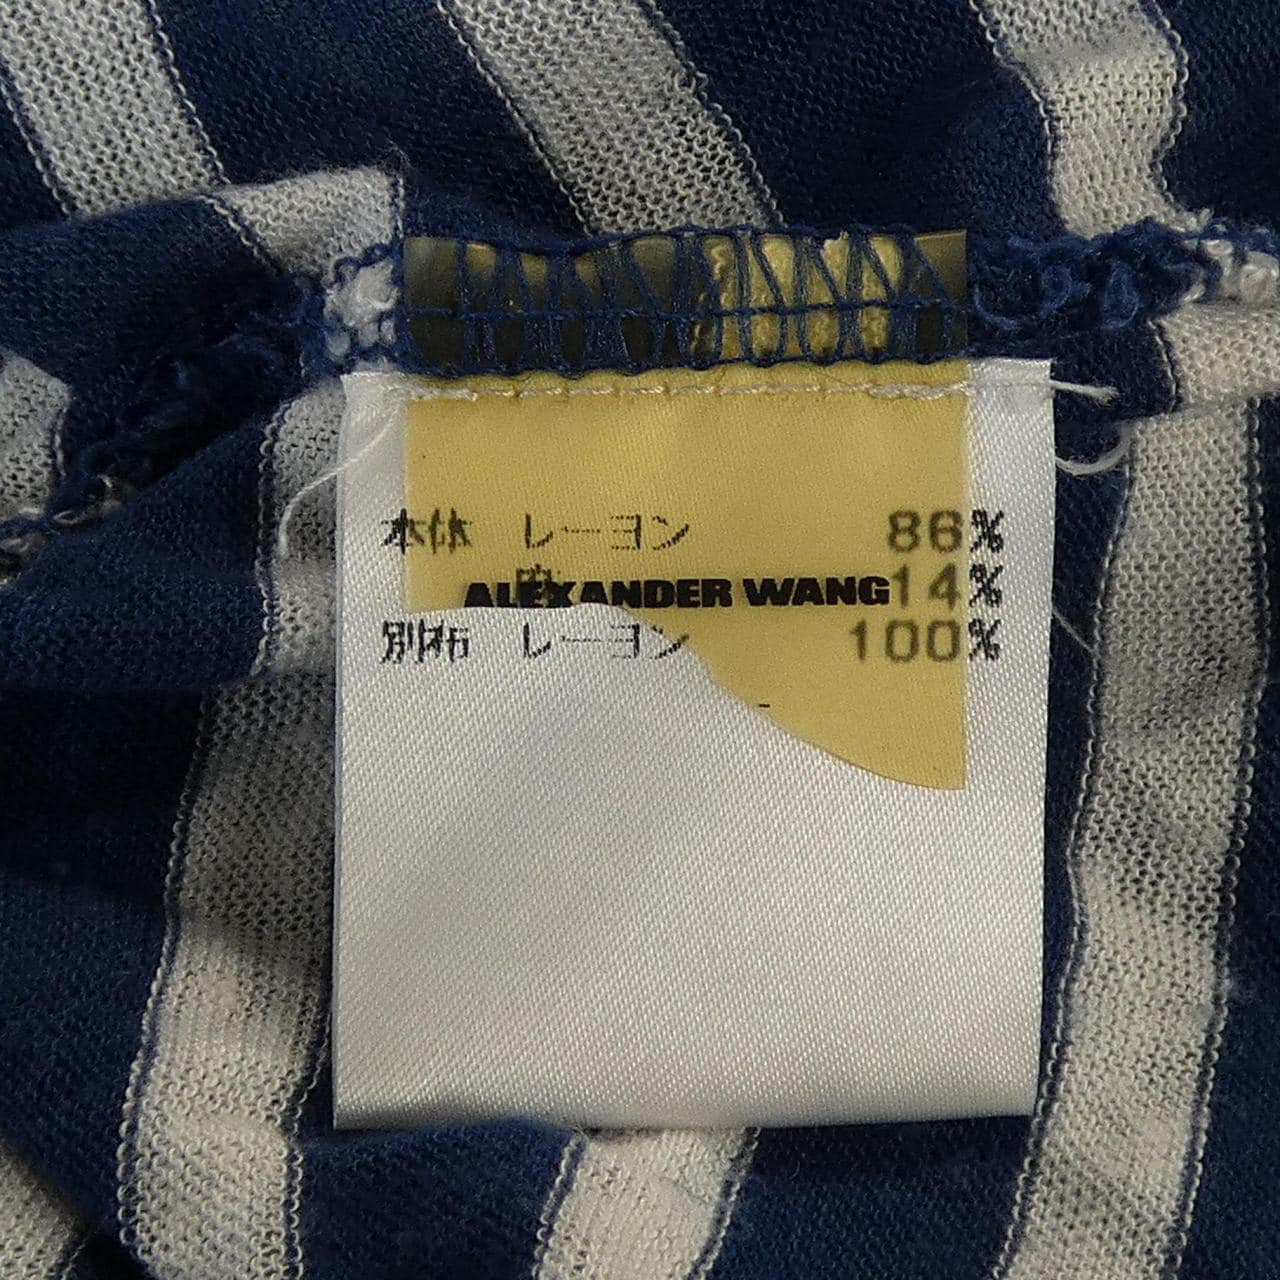 本体 レーヨン 86%
ALEXANDER WANG 14%
別布 レーヨン 100%